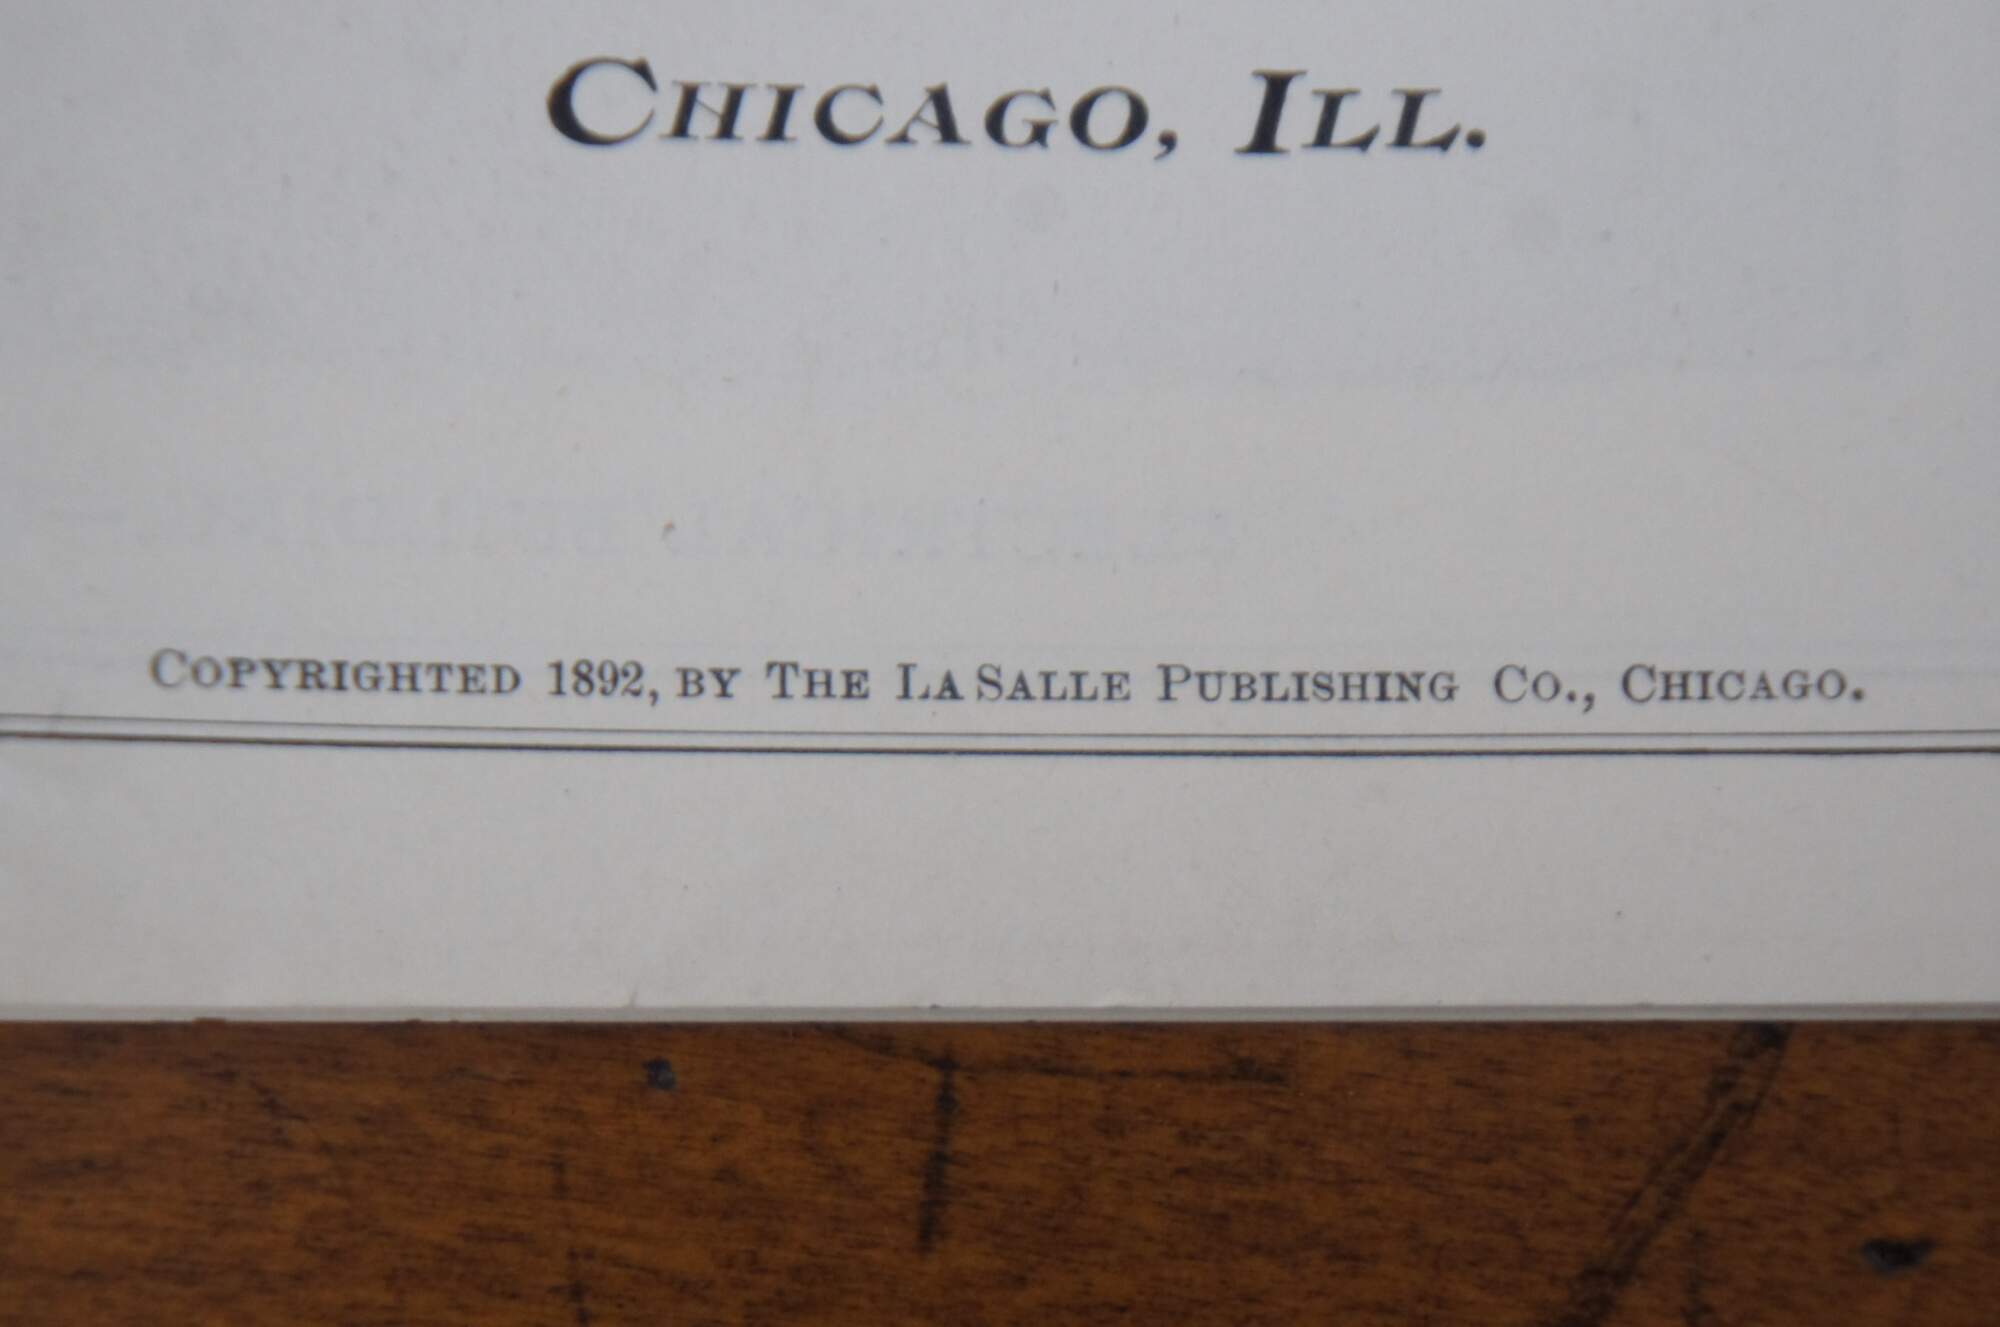 CHICAGO, ILL.
COPYRIGHTED 1892, BY THE LA SALLE PUBLISHING CO., CHICAGO.